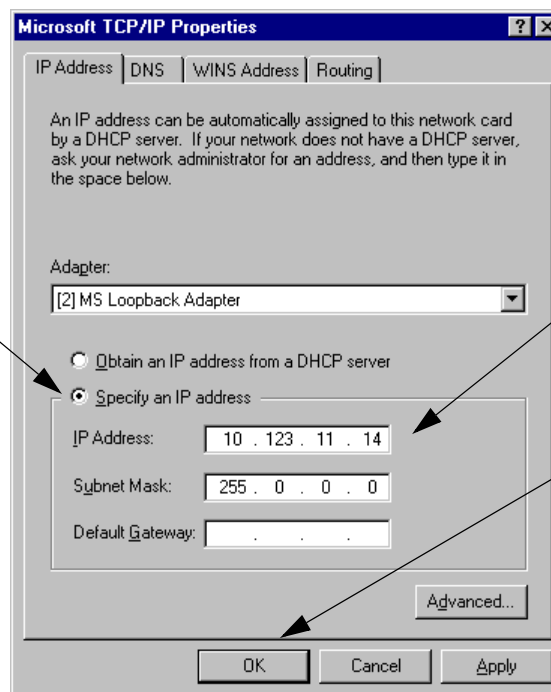 Microsoft TCP/IP Properties
IP Address DNS WINS Address Routing
An IP address can be automatically assigned to this network card
by a DHCP server. If your network does not have a DHCP server,
ask your network administrator for an address, and then type it in
the space below.
Adapter:
[2] MS Loopback Adapter
Obtain an IP address from a DHCP server
Specify an IP address
IP Address: 10 . 123 . 11 . 14
Subnet Mask: 255 . 0 . 0 . 0
Default Gateway: . . .
Advanced...
OK Cancel Apply